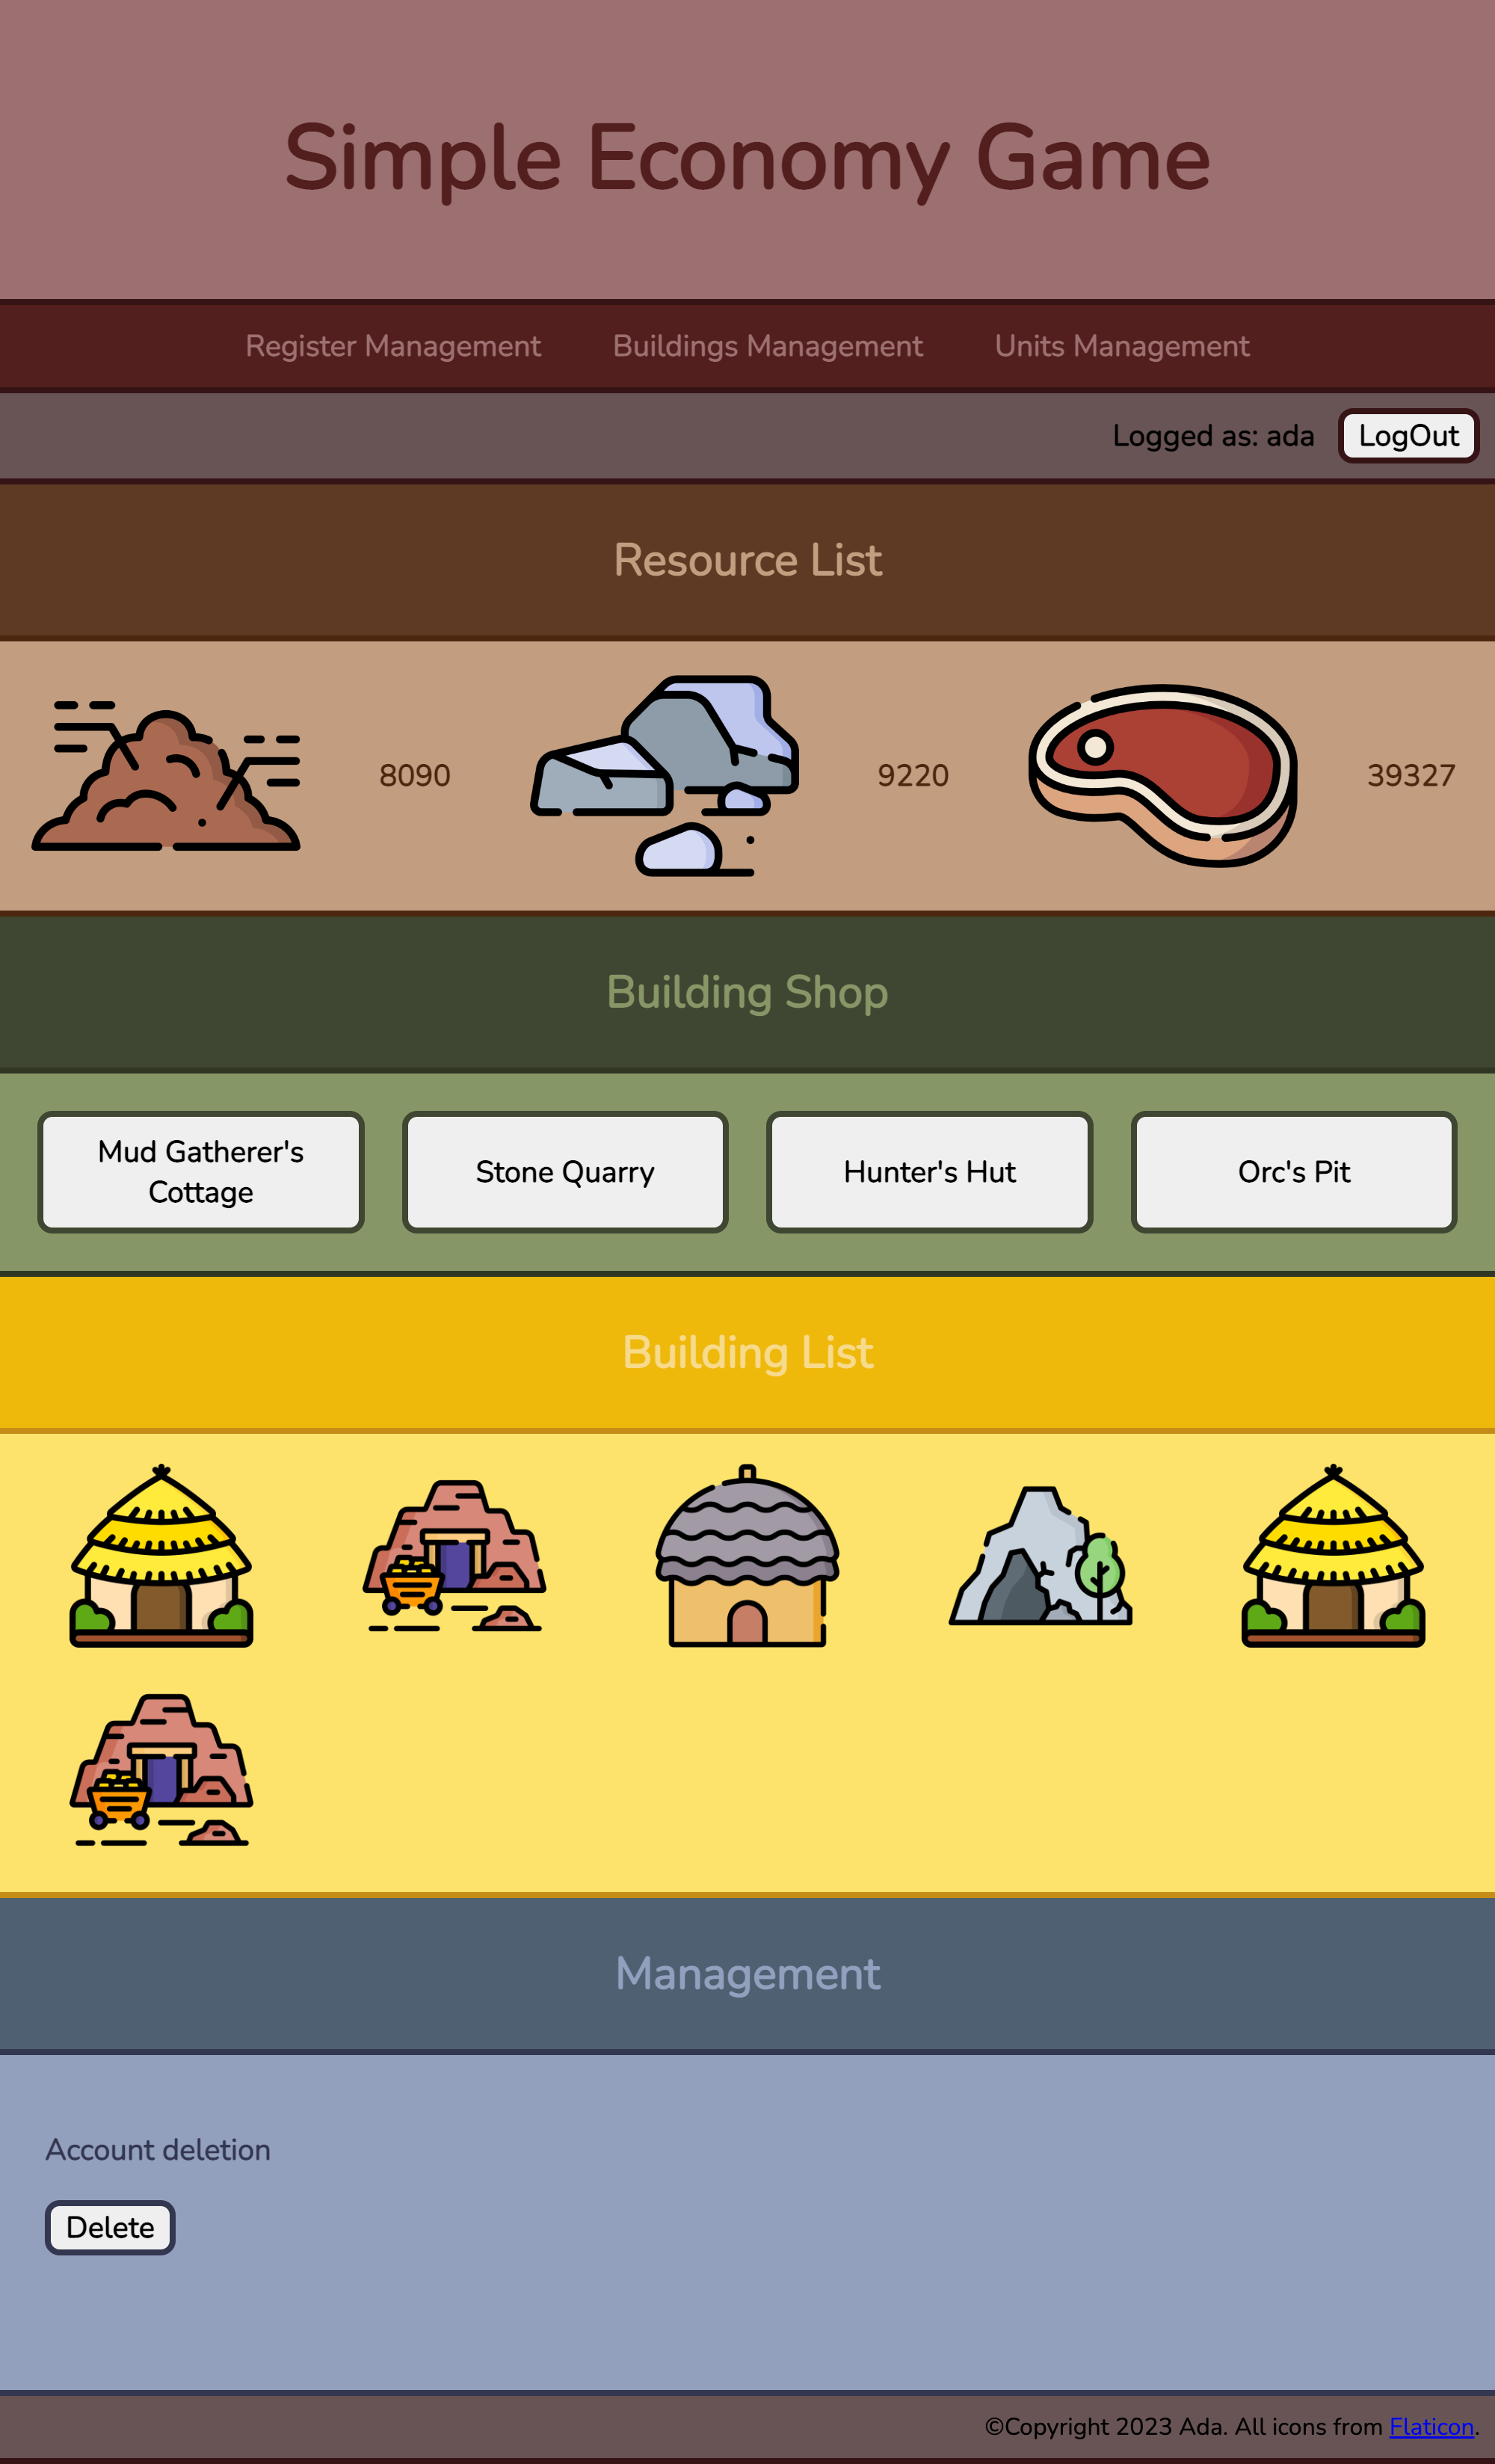 Simple Economy Game
Register Management Buildings Management Units Management
Logged as: ada LogOut
Resource List
8090 9220 39327
Building Shop
Mud Gatherer's
Cottage
Stone Quarry
Hunter's Hut
Orc's Pit
Building List
Management
Account deletion
Delete
©Copyright 2023 Ada. All icons from Flaticon.